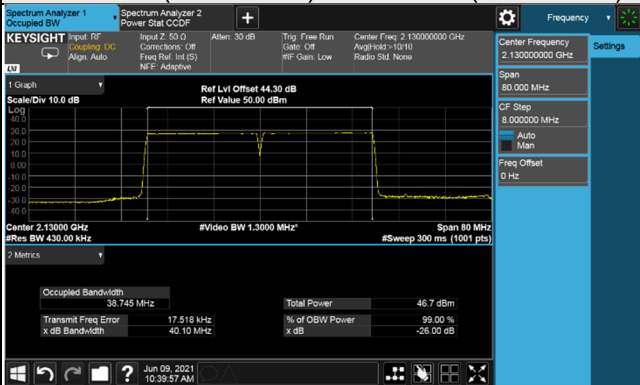 Spectrum Analyzer 1
Occupied BW
Spectrum Analyzer 2
Power Stat CCDF
+
Frequency
KEYSIGHT
Input: RF
Coupling: DC
Align: Auto
Input Z: 50 Ω
Corrections: Off
Freq Ref: Int (S)
NFE: Adaptive
Atten: 30 dB
Trig: Free Run
Gate: Off
#IF Gain: Low
Center Freq: 2.130000000 GHz
Avg|Hold:>10/10
Radio Std: None
LXI
Center Frequency
2.130000000 GHz
Settings
Span
80.000 MHz
CF Step
8.000000 MHz
Auto
Man
Freq Offset
0 Hz
1 Graph
Scale/Div 10.0 dB
Ref Lvl Offset 44.30 dB
Ref Value 50.00 dBm
Log
40.0
30.0
20.0
10.0
0.00
-10.0
-20.0
-30.0
-40.0
Center 2.13000 GHz
#Res BW 430.00 kHz
#Video BW 1.3000 MHz*
Span 80 MHz
#Sweep 300 ms (1001 pts)
2 Metrics
Occupied Bandwidth
38.745 MHz
Transmit Freq Error 17.518 kHz
x dB Bandwidth 40.10 MHz
Total Power 46.7 dBm
% of OBW Power 99.00 %
x dB -26.00 dB
?
Jun 09, 2021
10:39:57 AM